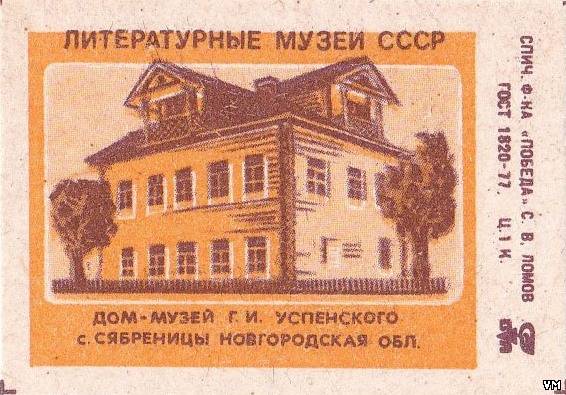 ЛИТЕРАТУРНЫЕ МУЗЕИ СССР
ДОМ-МУЗЕЙ Г.И. УСПЕНСКОГО
с. СЯБРЕНИЦЫ НОВГОРОДСКАЯ ОБЛ.
СПИЧ. Ф-КА «ПОБЕДА» С. В. ЛОМОВ
ГОСТ 1820-77. Ц. 1 К.
VM